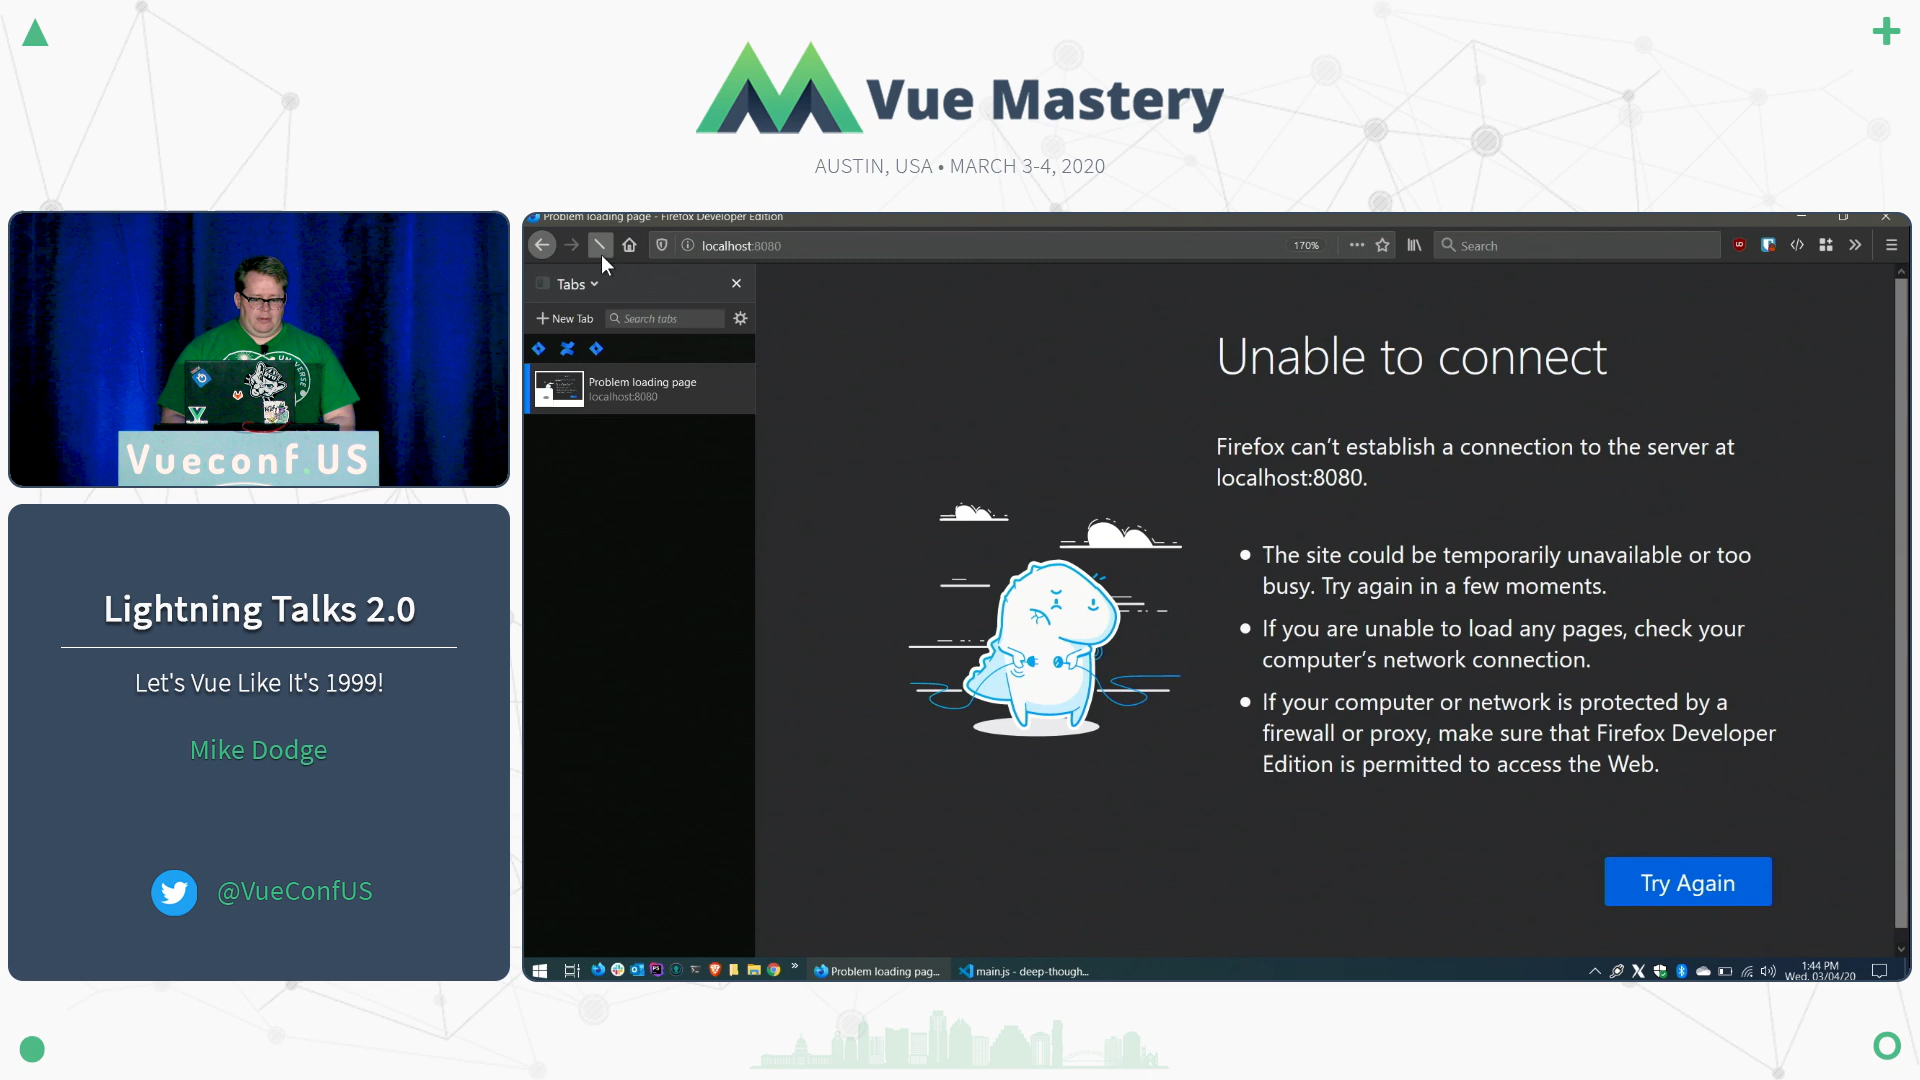 Vue Mastery
AUSTIN, USA • MARCH 3-4, 2020
Vueconf.US
Lightning Talks 2.0
Let's Vue Like It's 1999!
Mike Dodge
@VueConfUS
Problem loading page - Firefox Developer Edition
localhost:8080
170%
Search
Tabs
New Tab
Search tabs
Problem loading page
localhost:8080
Unable to connect
Firefox can’t establish a connection to the server at
localhost:8080.
The site could be temporarily unavailable or too
busy. Try again in a few moments.
If you are unable to load any pages, check your
computer’s network connection.
If your computer or network is protected by a
firewall or proxy, make sure that Firefox Developer
Edition is permitted to access the Web.
Try Again
Problem loading pag...
main.js - deep-though...
1:44 PM
Wed, 03/04/20